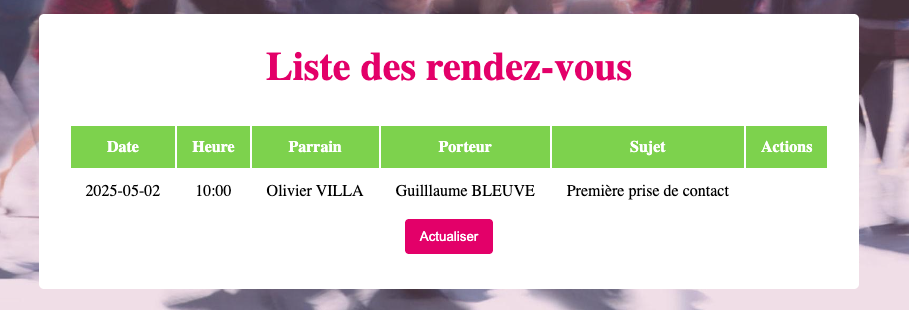 Liste des rendez-vous
Date Heure Parrain Porteur Sujet Actions
2025-05-02 10:00 Olivier VILLA Guilllaume BLEUVE Première prise de contact
Actualiser